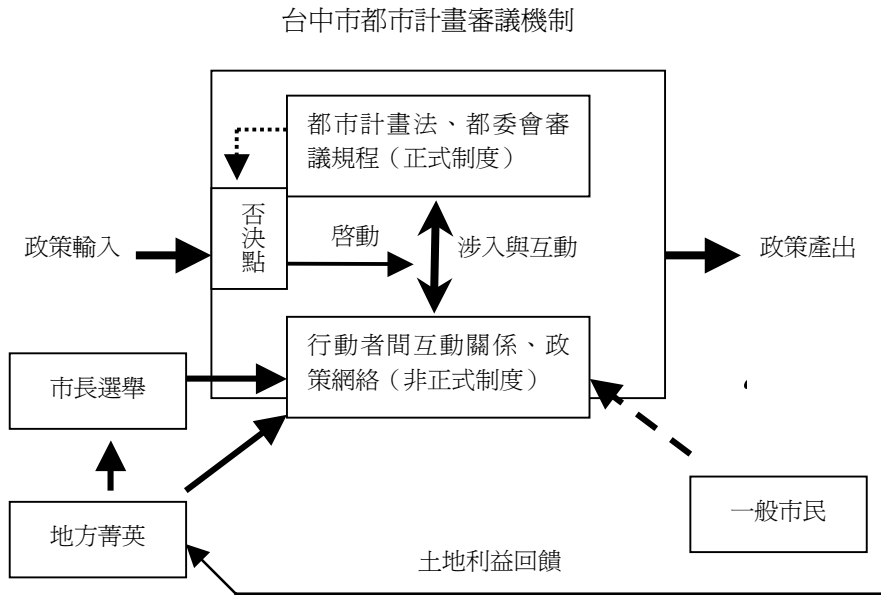 台中市都市計畫審議機制
都市計畫法、都委會審
議規程（正式制度）
否決點
啓動
涉入與互動
政策輸入
政策產出
行動者間互動關係、政
策網絡（非正式制度）
市長選舉
地方菁英
一般市民
土地利益回饋